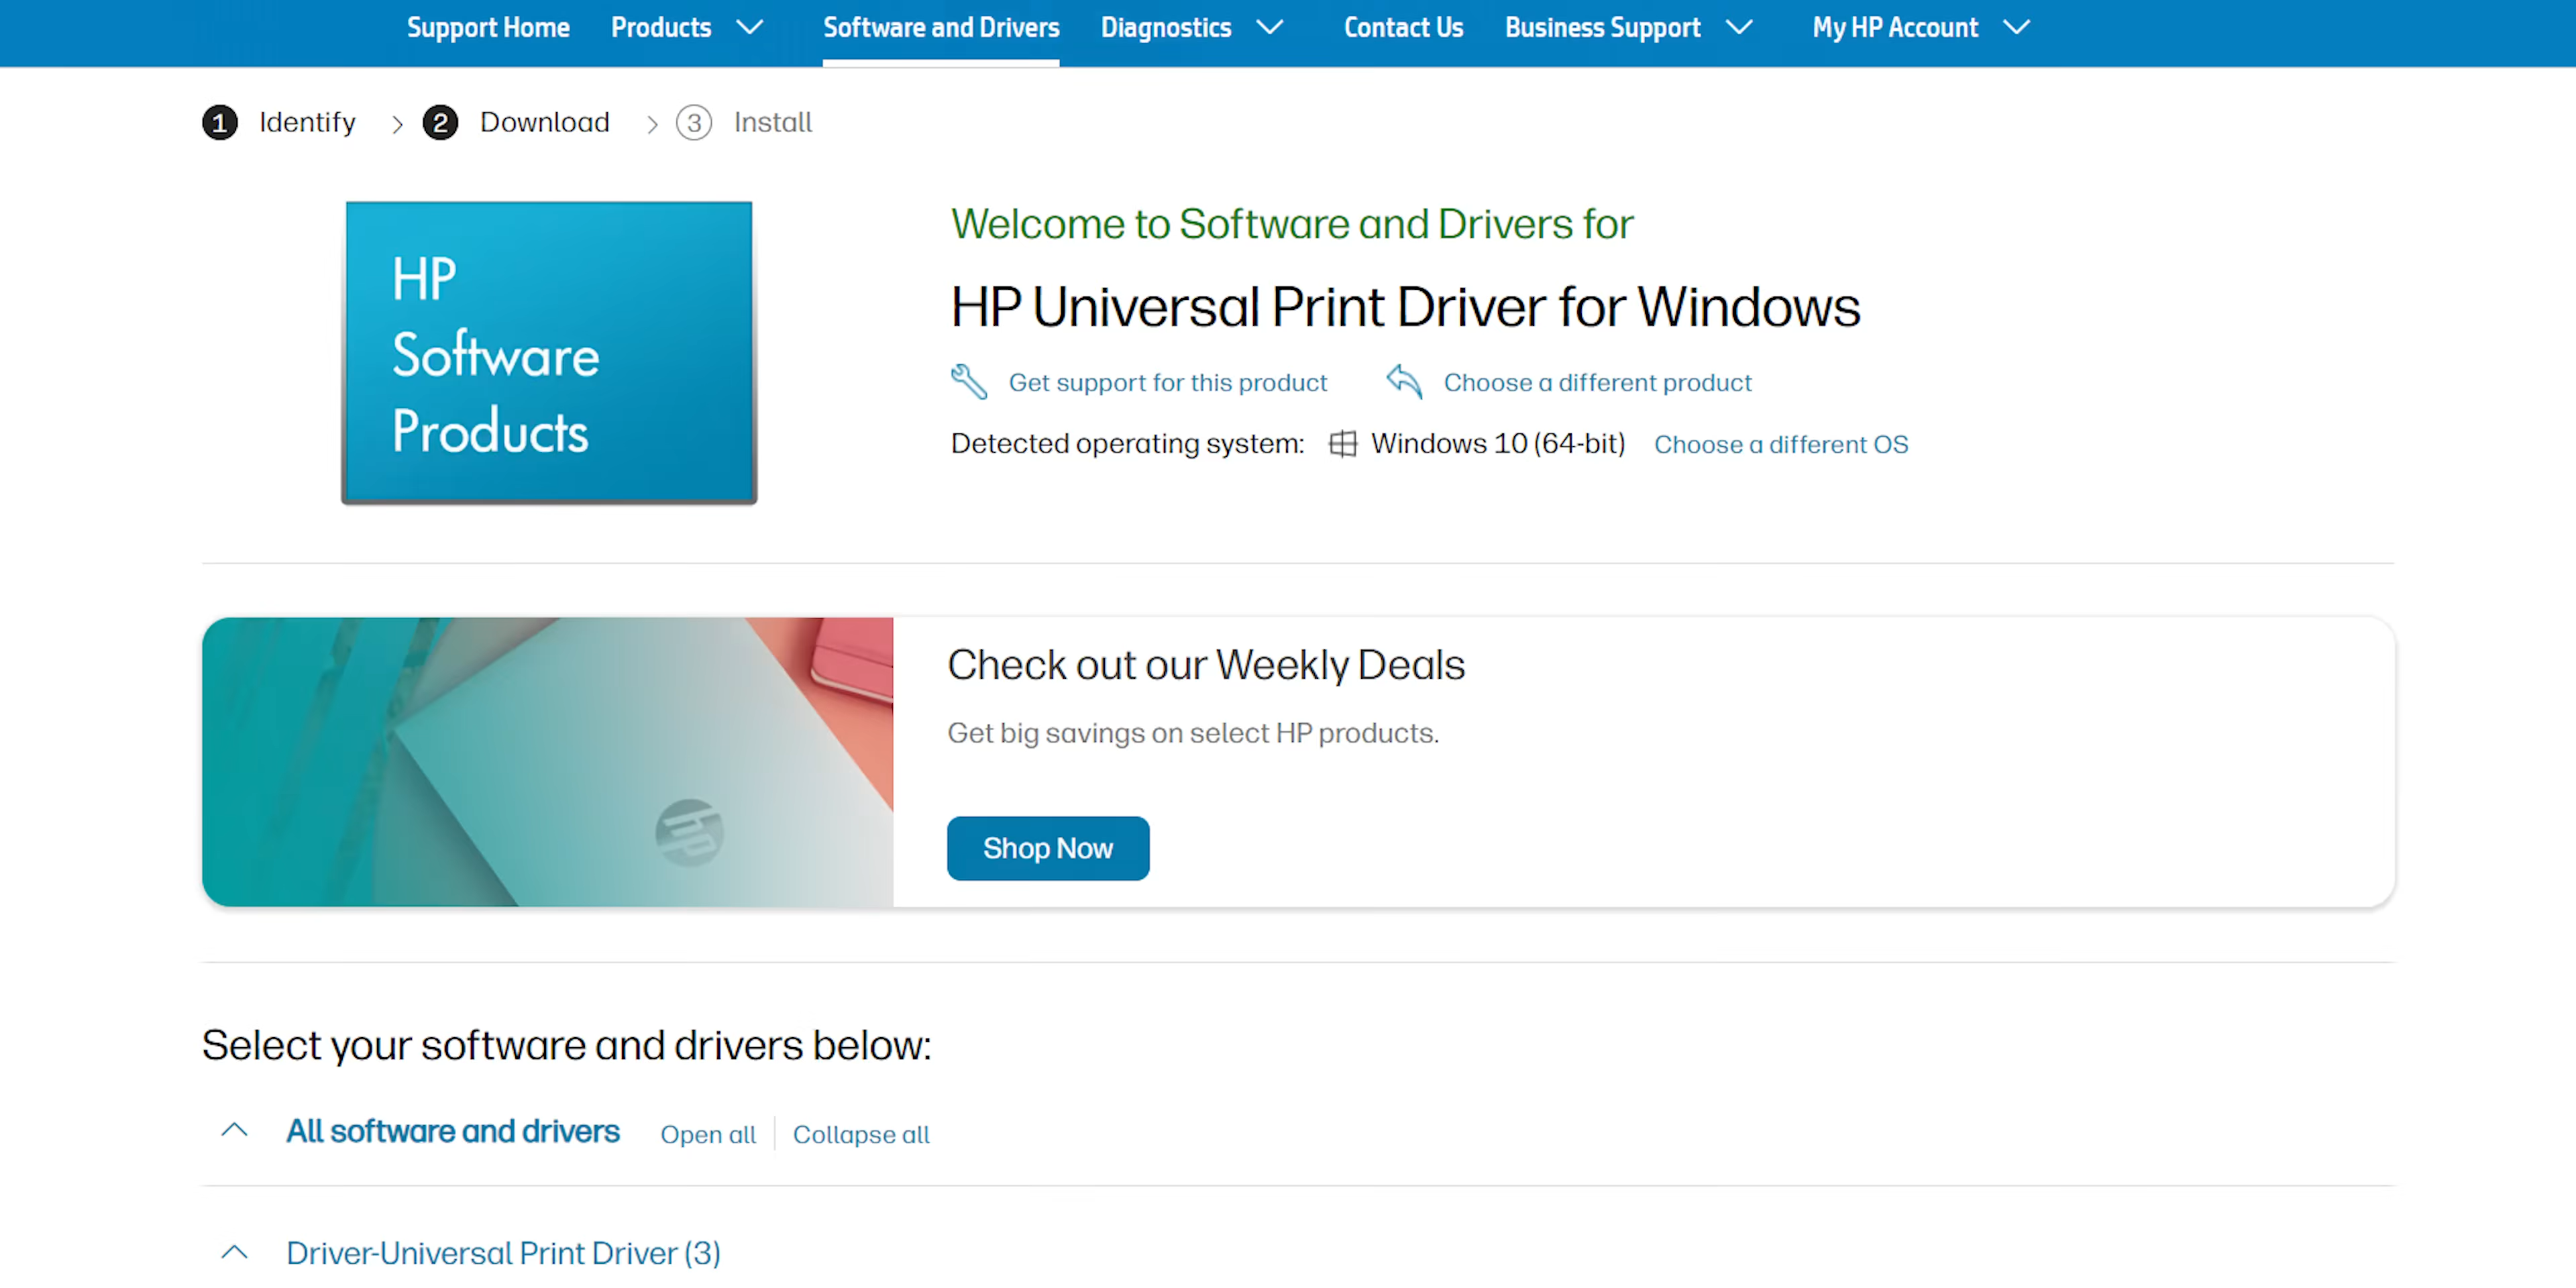 Support Home Products Software and Drivers Diagnostics Contact Us Business Support My HP Account
1 Identify 2 Download 3 Install
HP
Software
Products
Welcome to Software and Drivers for
HP Universal Print Driver for Windows
Get support for this product Choose a different product
Detected operating system: Windows 10 (64-bit) Choose a different OS
Check out our Weekly Deals
Get big savings on select HP products.
hp
Shop Now
Select your software and drivers below:
All software and drivers Open all Collapse all
Driver-Universal Print Driver (3)